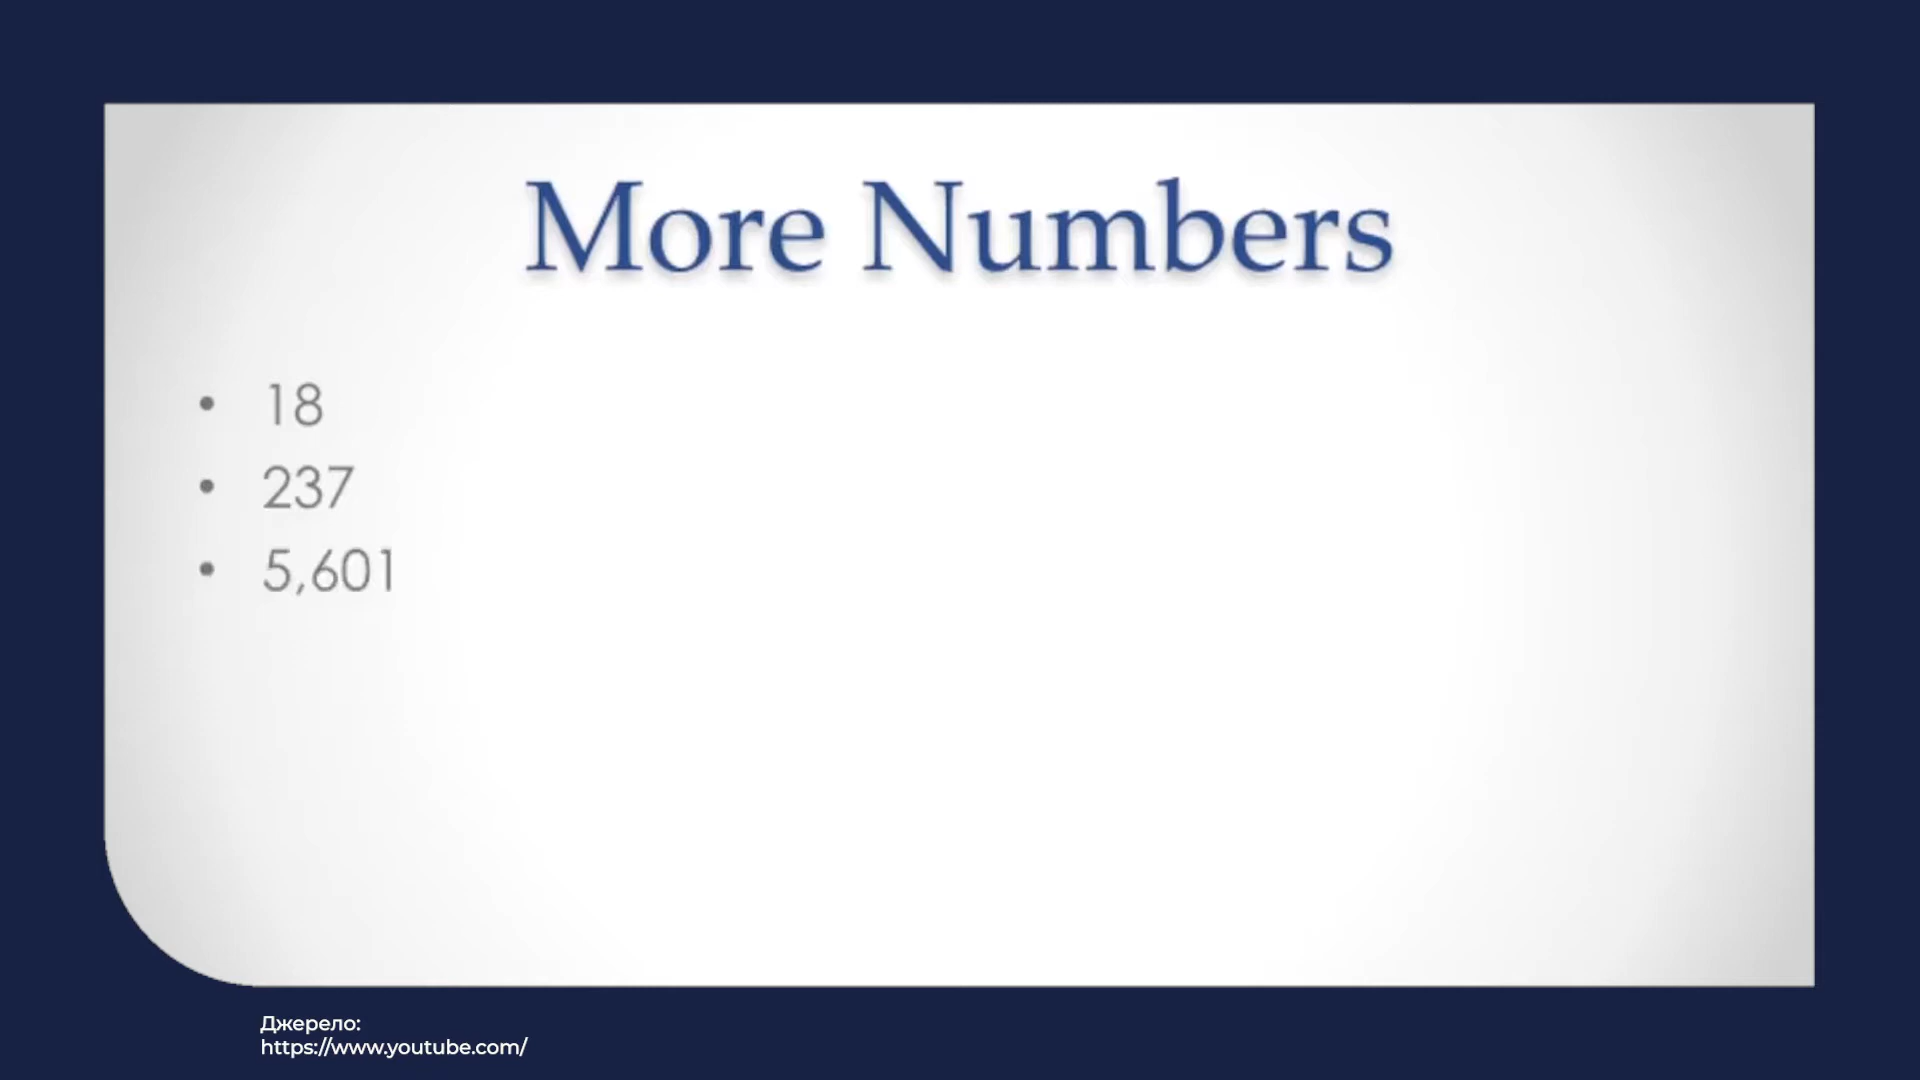 More Numbers
• 18
• 237
• 5,601
Джерело:
https://www.youtube.com/